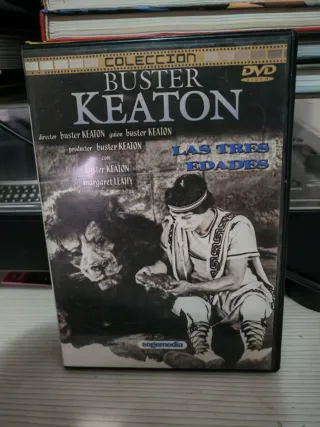 COLECCION
BUSTER
KEATON
DVD
VIDEO
director buster KEATON guion buster KEATON
productor buster KEATON
con
buster KEATON
margaret LEAHY
LAS TRES
EDADES
sogemedia